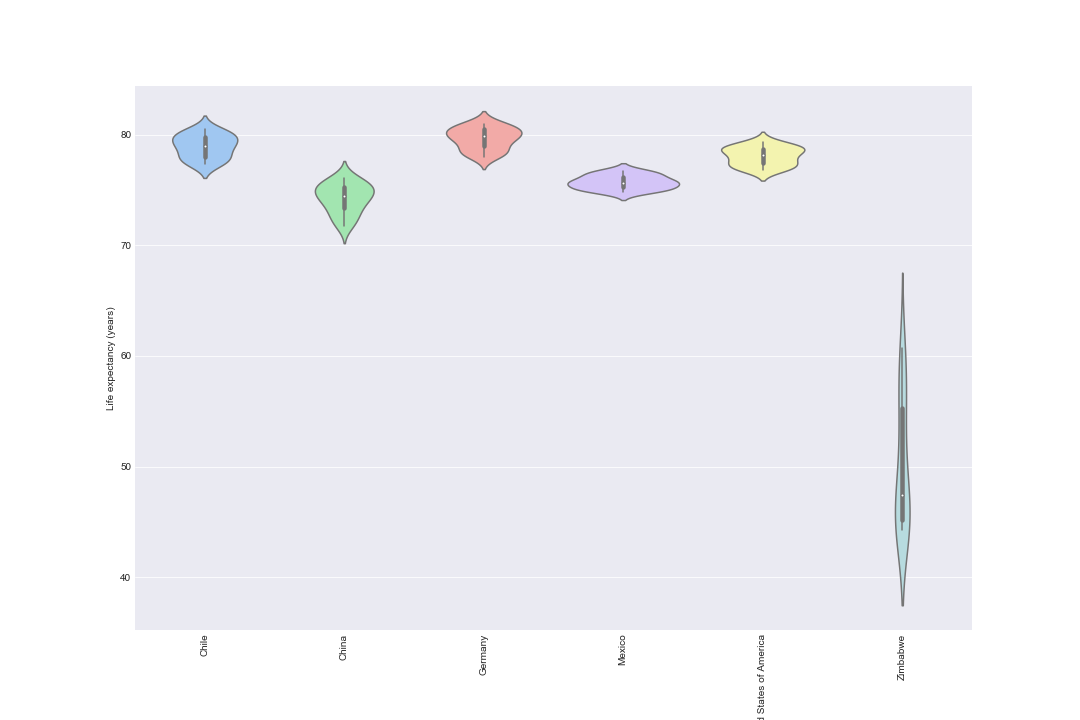 80
70
60
50
40
Life expectancy (years)
Chile
China
Germany
Mexico
States of America
Zimbabwe